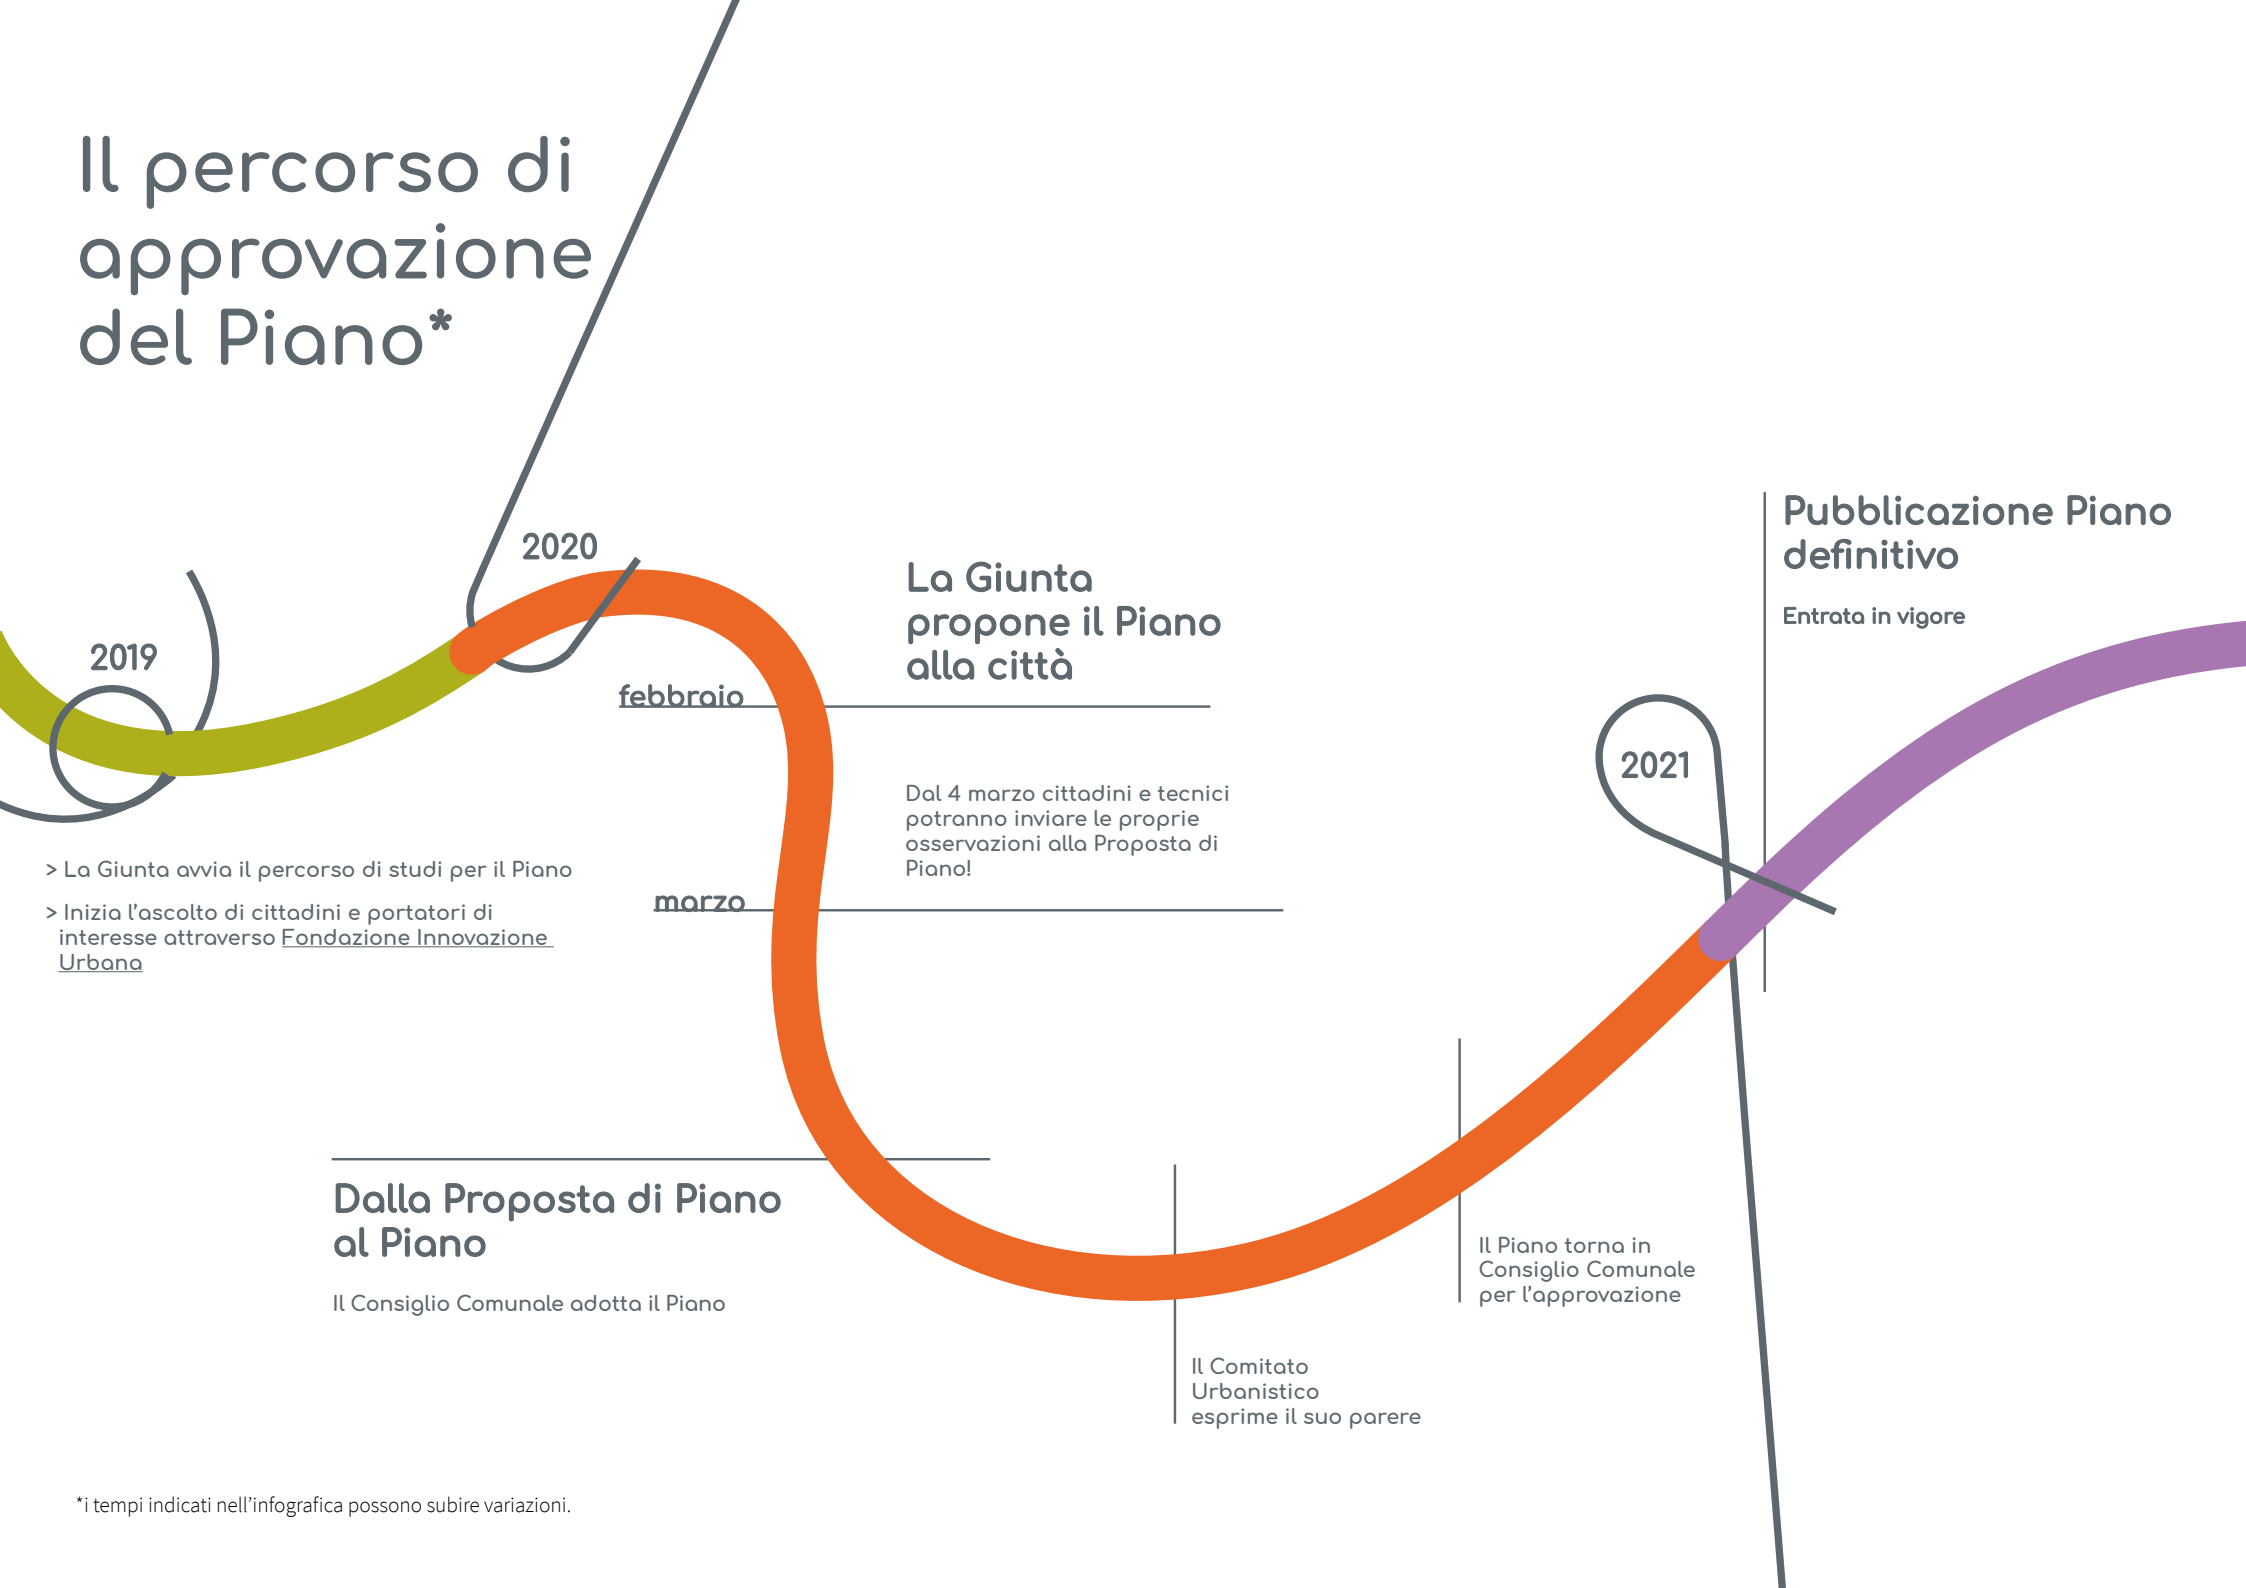 Il percorso di
approvazione
del Piano*
2019
> La Giunta avvia il percorso di studi per il Piano
> Inizia l’ascolto di cittadini e portatori di
interesse attraverso Fondazione Innovazione
Urbana
2020
febbraio
La Giunta
propone il Piano
alla città
marzo
Dal 4 marzo cittadini e tecnici
potranno inviare le proprie
osservazioni alla Proposta di
Piano!
Dalla Proposta di Piano
al Piano
Il Consiglio Comunale adotta il Piano
Il Comitato
Urbanistico
esprime il suo parere
Il Piano torna in
Consiglio Comunale
per l’approvazione
2021
Pubblicazione Piano
definitivo
Entrata in vigore
*i tempi indicati nell’infografica possono subire variazioni.